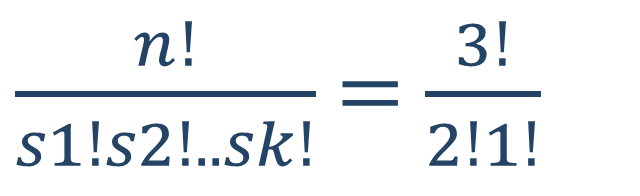 n! / s1!s2!..sk! = 3! / 2!1!